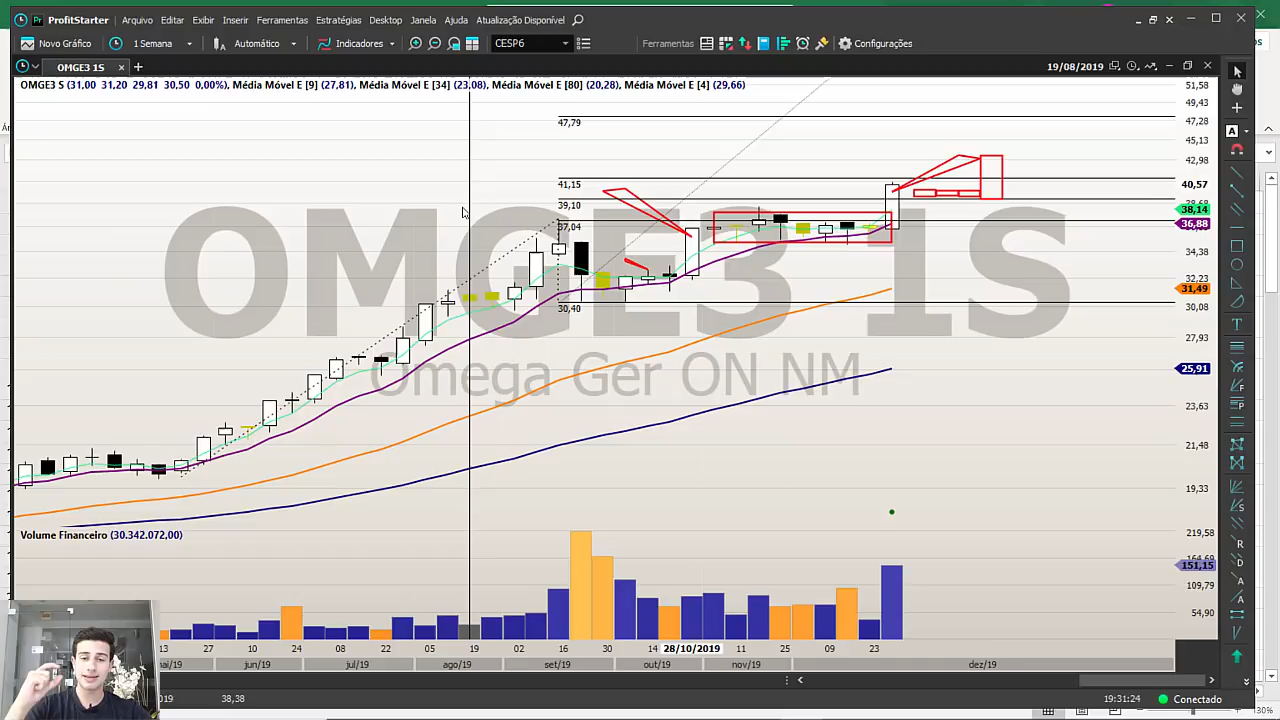 ProfitStarter Arquivo Editar Exibir Inserir Ferramentas Estratégias Desktop Janela Ajuda Atualização Disponível
Novo Gráfico 1 Semana Automático Indicadores CESP6 Ferramentas Configurações
OMGE3 1S 19/08/2019
OMGE3 S (31,00 31,20 29,81 30,50 0,00%), Média Móvel E [9] (27,81), Média Móvel E [34] (23,08), Média Móvel E [80] (20,28), Média Móvel E [4] (29,66)
OMGE3 1S
Omega Ger ON NM
47,79
41,15
39,10
37,04
30,40
51,58
49,43
47,28
45,13
42,98
40,57
38,14
36,88
34,38
32,23
31,49
30,08
27,93
25,91
23,63
21,48
19,33
Volume Financeiro (30.342.072,00)
219,58
151,15
109,79
54,90
13 27 10 24 08 22 05 19 16 30 14 28/10/2019 11 25 09 23
mai/19 jun/19 jul/19 ago/19 set/19 out/19 nov/19 dez/19
2019 38,38 19:31:24 Conectado
30%